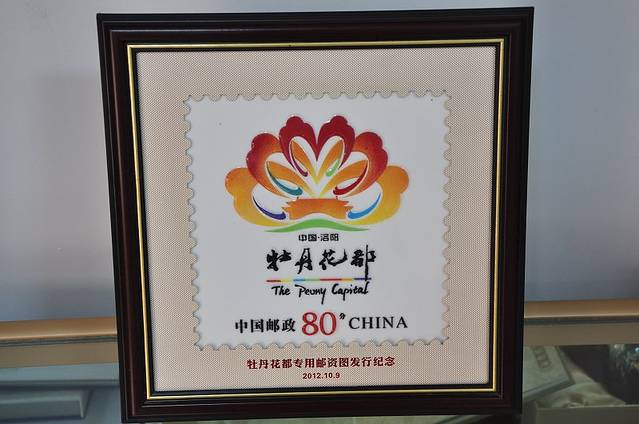 中国·洛阳
牡丹花都
The Peony Capital
中国邮政 80分 CHINA
牡丹花都专用邮资图发行纪念
2012.10.9